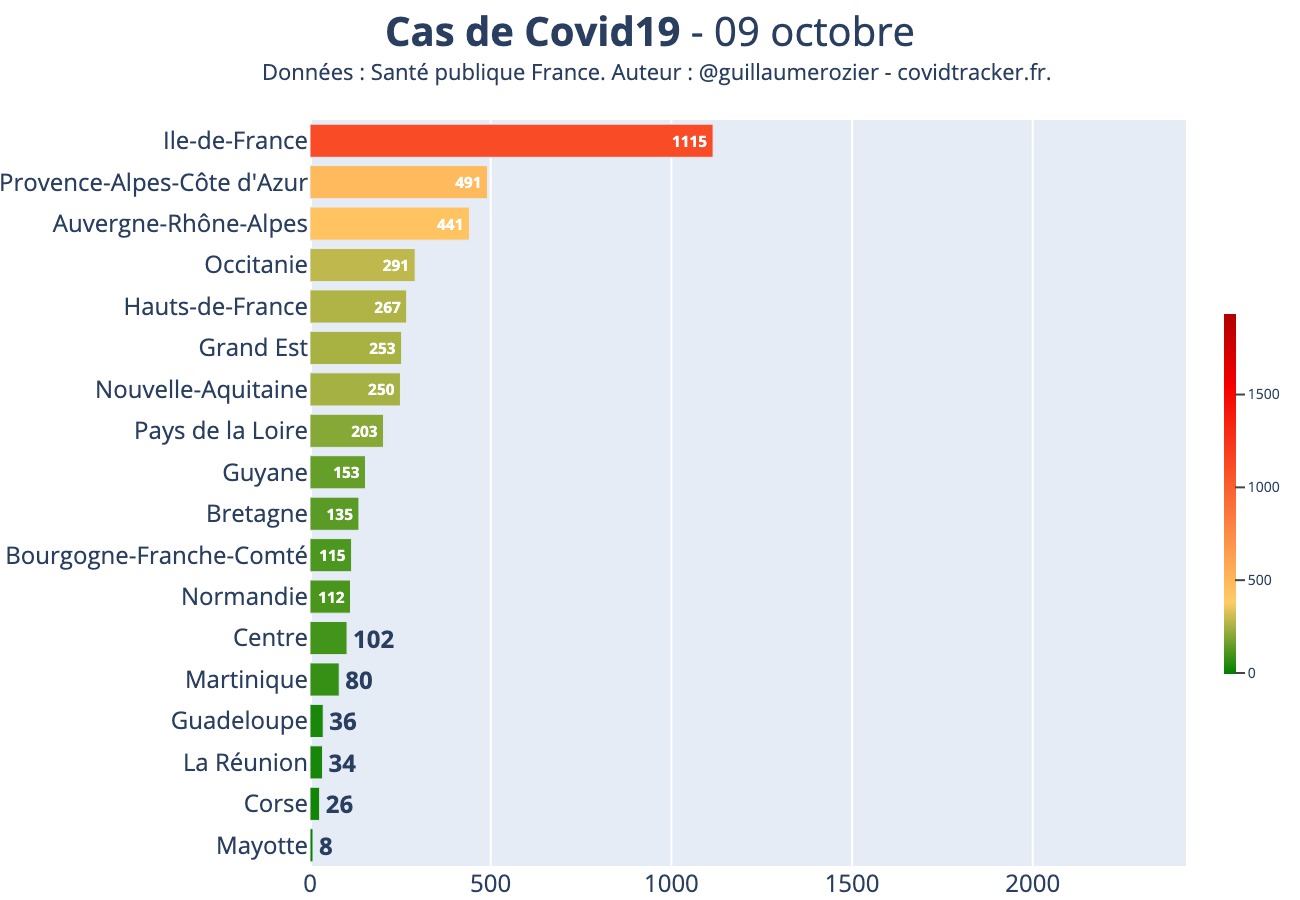 Cas de Covid19 - 09 octobre
Données : Santé publique France. Auteur : @guillaumerozier - covidtracker.fr.
Ile-de-France 1115
Provence-Alpes-Côte d'Azur 491
Auvergne-Rhône-Alpes 441
Occitanie 291
Hauts-de-France 267
Grand Est 253
Nouvelle-Aquitaine 250
Pays de la Loire 203
Guyane 153
Bretagne 135
Bourgogne-Franche-Comté 115
Normandie 112
Centre 102
Martinique 80
Guadeloupe 36
La Réunion 34
Corse 26
Mayotte 8
0 500 1000 1500 2000
1500
1000
500
0